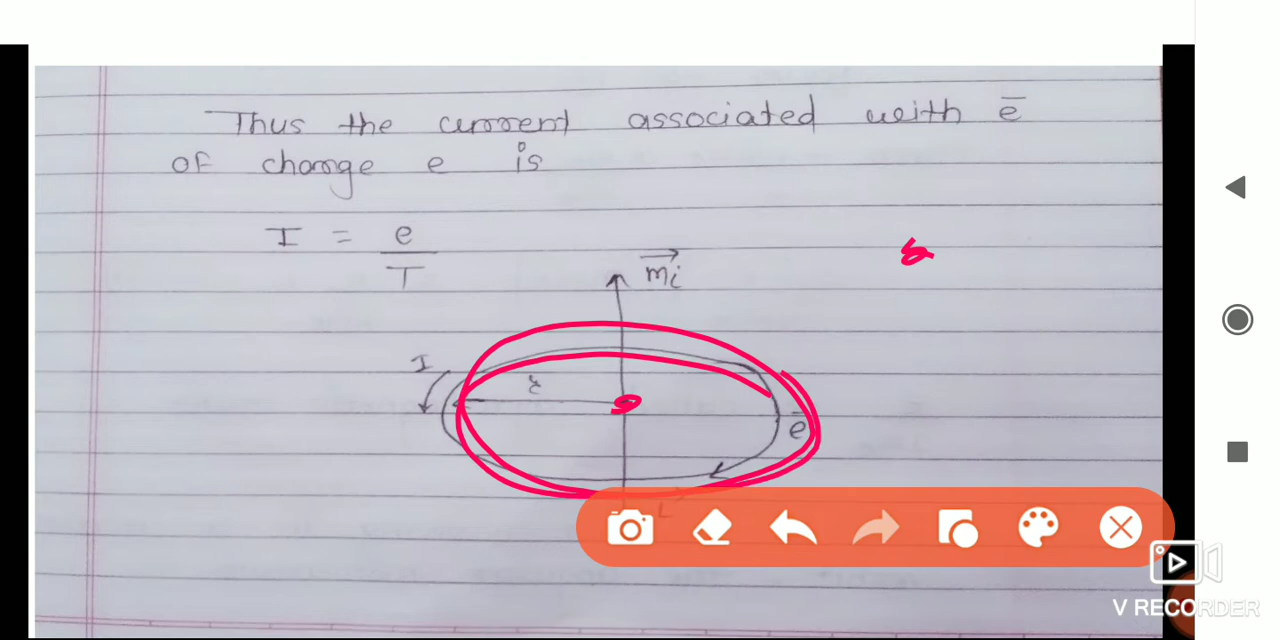 Thus the current associated with e̅
of charge e is
I = e/T
m⃗i
I
r
e̅
L
V RECORDER